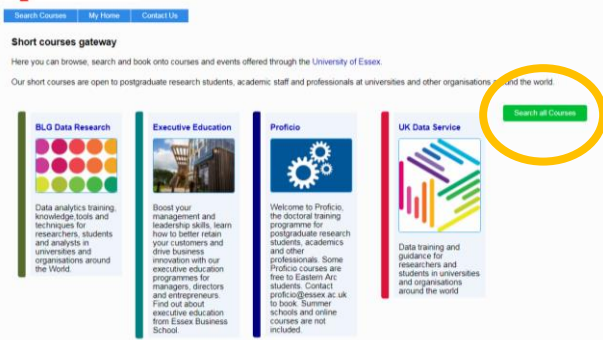 Search Courses My Home Contact Us
Short courses gateway
Here you can browse, search and book onto courses and events offered through the University of Essex.
Our short courses are open to postgraduate research students, academic staff and professionals at universities and other organisations around the world.
Search all Courses
BLG Data Research
Data analytics training,
knowledge,tools and
techniques for
researchers, students
and analysts in
universities and
organisations around
the World.
Executive Education
Boost your
management and
leadership skills, learn
how to better retain
your customers and
drive business
innovation with our
executive education
programmes for
managers, directors
and entrepreneurs.
Find out about
executive education
from Essex Business
School.
Proficio
Welcome to Proficio,
the doctoral training
programme for
postgraduate research
students, academics
and other
professionals. Some
Proficio courses are
free to Eastern Arc
students. Contact
proficio@essex.ac.uk
to book. Summer
schools and online
courses are not
included.
UK Data Service
Data training and
guidance for
researchers and
students in universities
and organisations
around the world